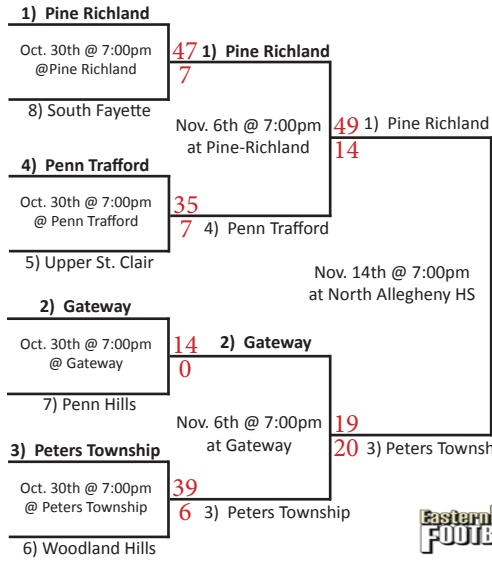 1) Pine Richland
Oct. 30th @ 7:00pm
@Pine Richland
47
7
8) South Fayette
1) Pine Richland
Nov. 6th @ 7:00pm
at Pine-Richland
49
14
1) Pine Richland
4) Penn Trafford
Oct. 30th @ 7:00pm
@ Penn Trafford
35
7
4) Penn Trafford
5) Upper St. Clair
Nov. 14th @ 7:00pm
at North Allegheny HS
2) Gateway
Oct. 30th @ 7:00pm
@ Gateway
14
0
2) Gateway
7) Penn Hills
Nov. 6th @ 7:00pm
at Gateway
19
20
3) Peters Townsh
3) Peters Township
Oct. 30th @ 7:00pm
@ Peters Township
39
6
3) Peters Township
6) Woodland Hills
Eastern